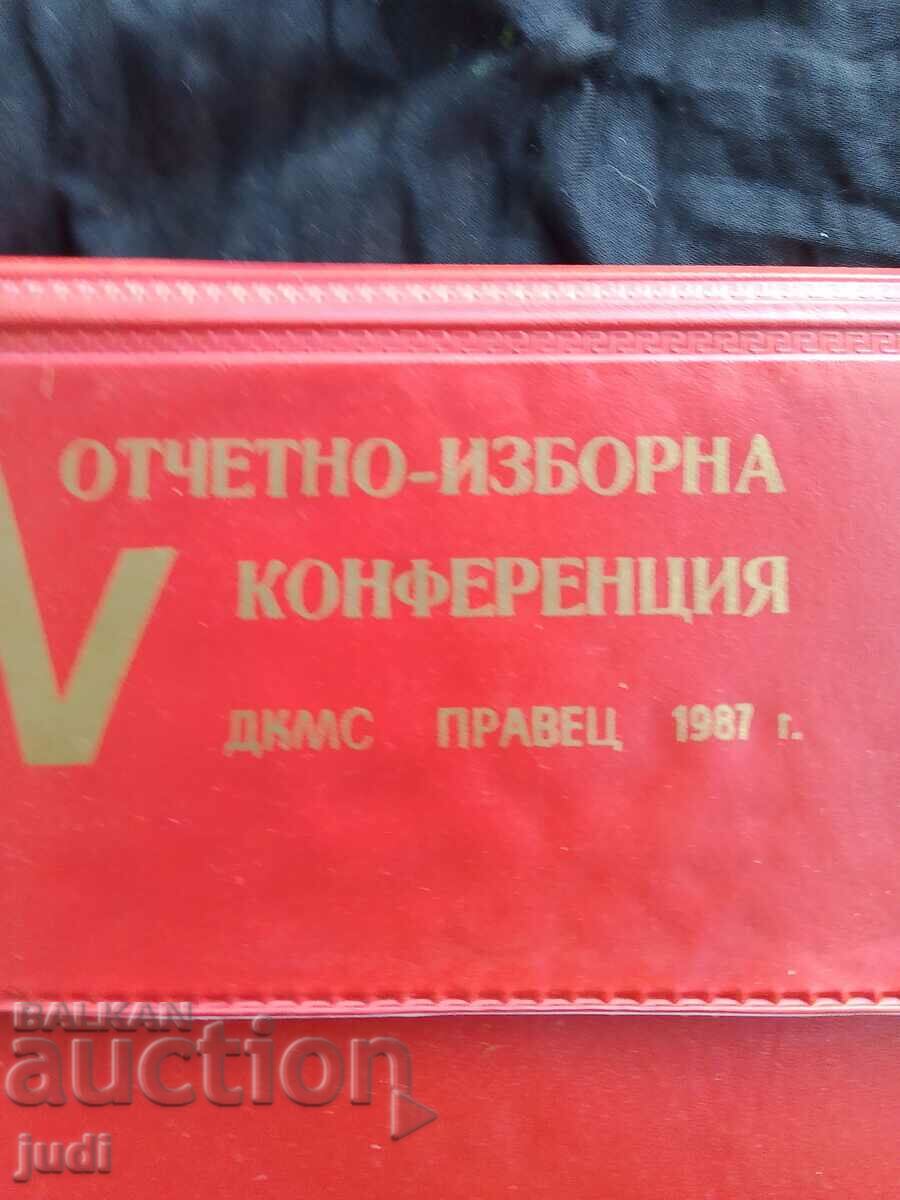 ОТЧЕТНО-ИЗБОРНА
V КОНФЕРЕНЦИЯ
ДКМС ПРАВЕЦ 1987 г.
BALKAN
auction
judi